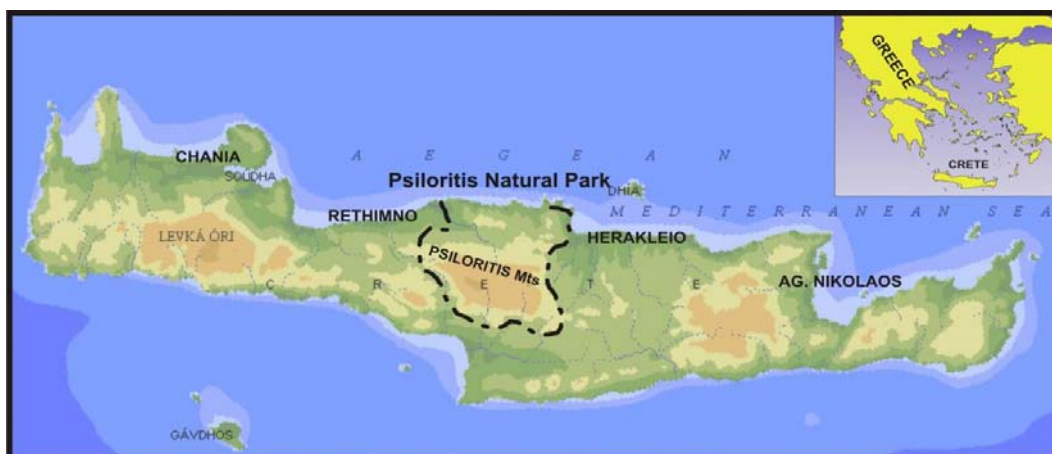 GREECE
CRETE
CHANIA
SOUDHA
A E G E A N
Psiloritis Natural Park
DHIA
RETHIMNO
M E D I T E R R A N E A N S E A
HERAKLEIO
LEVKÁ ÓRI
PSILORITIS Mts
AG. NIKOLAOS
C R E T E
GÁVDHOS